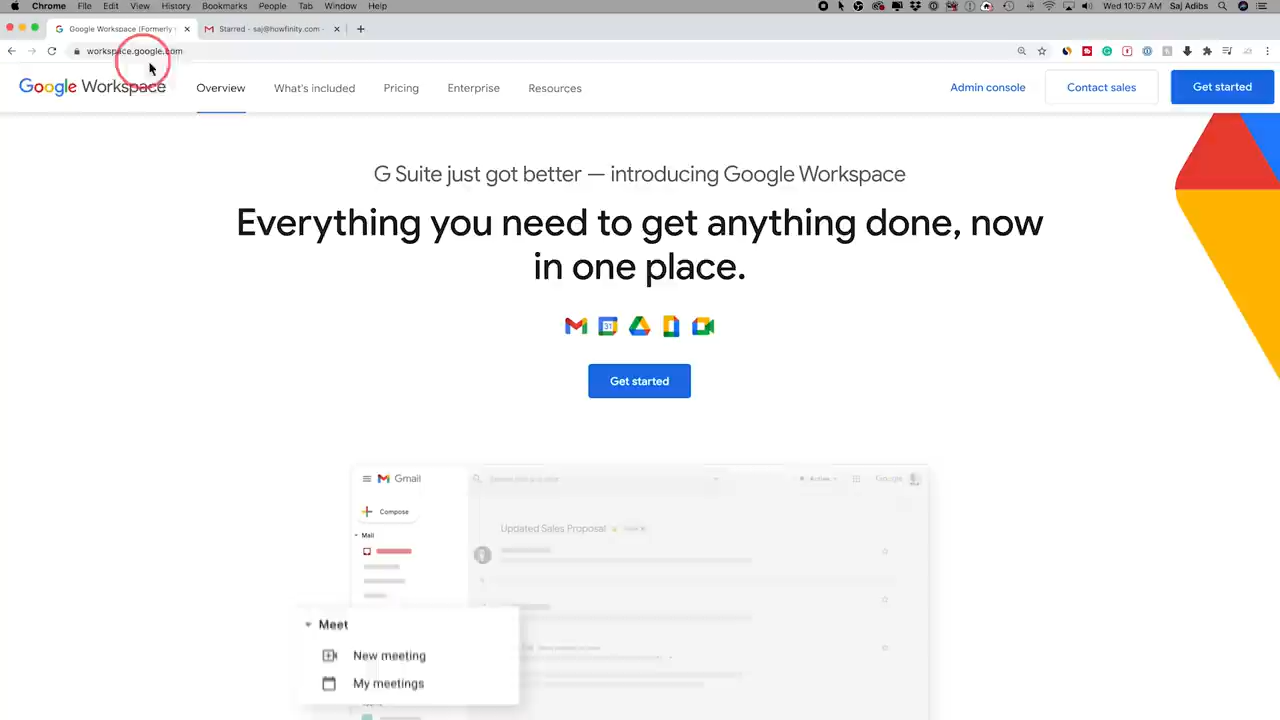 Chrome File Edit View History Bookmarks People Tab Window Help Wed 10:57 AM Saj Adibs
Google Workspace (Formerly Starred - saj@howfinity.com -
workspace.google.com
Google Workspace Overview What's included Pricing Enterprise Resources Admin console Contact sales Get started
G Suite just got better — introducing Google Workspace
Everything you need to get anything done, now
in one place.
31
Get started
Gmail Active Google
Compose
Updated Sales Proposal
Mail
Meet
New meeting
My meetings